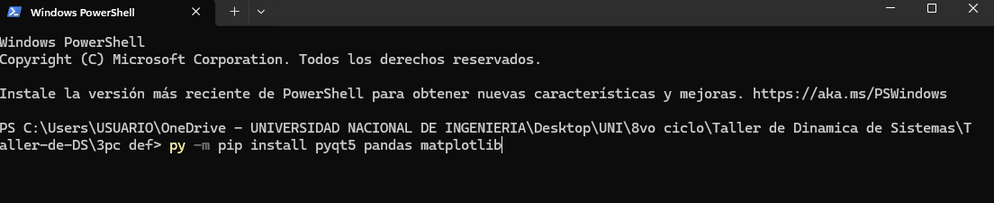 Windows PowerShell
Windows PowerShell
Copyright (C) Microsoft Corporation. Todos los derechos reservados.
Instale la versión más reciente de PowerShell para obtener nuevas características y mejoras. https://aka.ms/PSWindows
PS C:\Users\USUARIO\OneDrive - UNIVERSIDAD NACIONAL DE INGENIERIA\Desktop\UNI\8vo ciclo\Taller de Dinamica de Sistemas\T
aller-de-DS\3pc def> py -m pip install pyqt5 pandas matplotlib